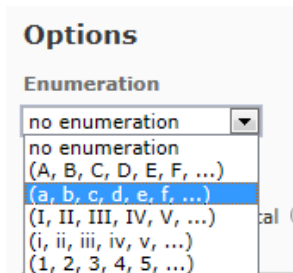 Options
Enumeration
no enumeration
no enumeration
(A, B, C, D, E, F, ...)
(a, b, c, d, e, f, ...)
(I, II, III, IV, V, ...)
(i, ii, iii, iv, v, ...)
(1, 2, 3, 4, 5, ...)